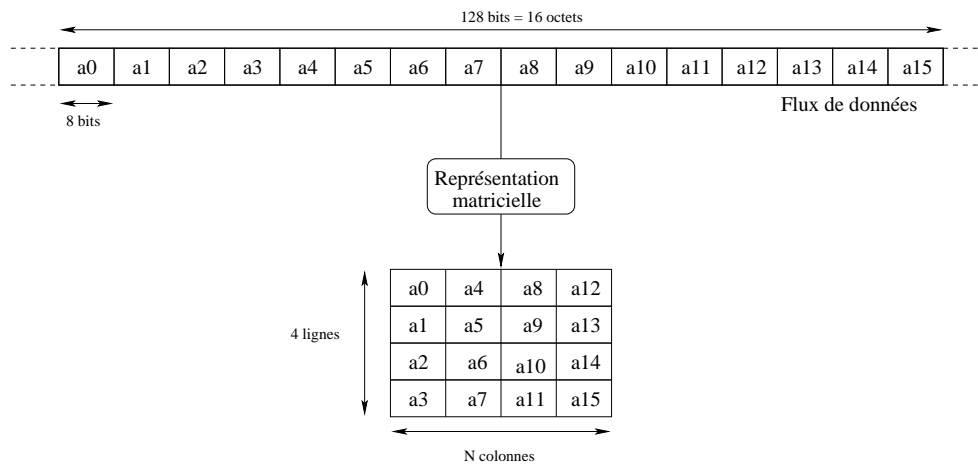 128 bits = 16 octets
a0 a1 a2 a3 a4 a5 a6 a7 a8 a9 a10 a11 a12 a13 a14 a15
8 bits
Flux de données
Représentation
matricielle
a0 a4 a8 a12
a1 a5 a9 a13
a2 a6 a10 a14
a3 a7 a11 a15
4 lignes
N colonnes